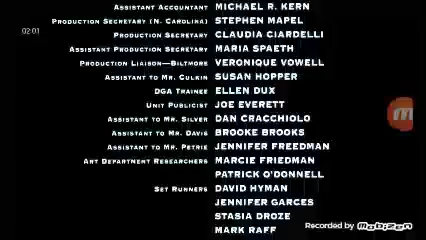 Assistant Accountant MICHAEL R. KERN
Production Secretary (N. Carolina) STEPHEN MAPEL
02:01
Production Secretary CLAUDIA CIARDELLI
Assistant Production Secretary MARIA SPAETH
Production Liaison—Biltmore VERONIQUE VOWELL
Assistant to Mr. Culkin SUSAN HOPPER
DGA Trainee ELLEN DUX
Unit Publicist JOE EVERETT
Assistant to Mr. Silver DAN CRACCHIOLO
Assistant to Mr. Davis BROOKE BROOKS
Assistant to Mr. Petrie JENNIFER FREEDMAN
Art Department Researchers MARCIE FRIEDMAN
PATRICK O'DONNELL
Set Runners DAVID HYMAN
JENNIFER GARCES
STASIA DROZE
MARK RAFF
Recorded by Mobizen